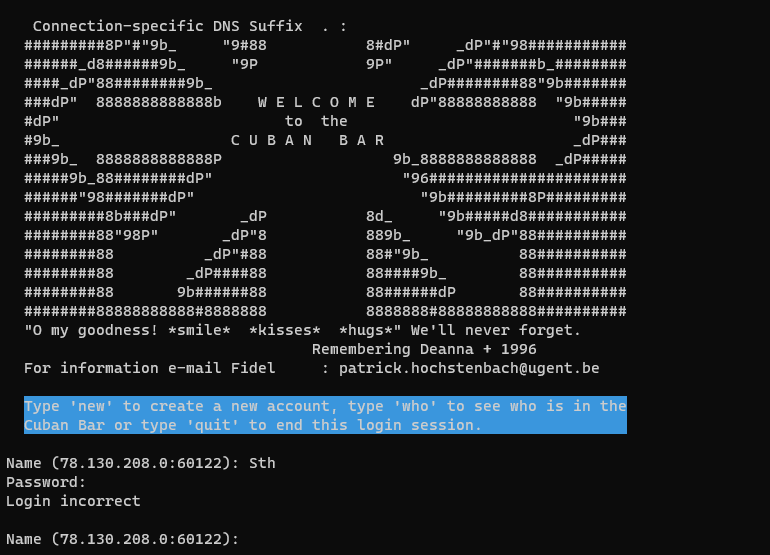 Connection-specific DNS Suffix  . :
#########8P"#"9b_     "9#88           8#dP"     _dP"#"98###########
######_d8######9b_     "9P            9P"     _dP"#######b_########
####_dP"88########9b_                       _dP########88"9b#######
###dP"  8888888888888b    W E L C O M E    dP"88888888888  "9b#####
#dP"                         to  the                         "9b###
#9b_                   C U B A N   B A R                     _dP###
###9b_  8888888888888P                   9b_8888888888888  _dP#####
#####9b_88########dP"                     "96######################
######"98#######dP"                         "9b#########8P#########
#########8b###dP"       _dP           8d_     "9b#####d8###########
########88"98P"       _dP"8           889b_     "9b_dP"88##########
########88          _dP"#88           88#"9b_          88##########
########88        _dP####88           88####9b_        88##########
########88       9b######88           88######dP       88##########
########88888888888#8888888           8888888#88888888888##########
"O my goodness! *smile*  *kisses*  *hugs*" We'll never forget.
Remembering Deanna + 1996
For information e-mail Fidel     : patrick.hochstenbach@ugent.be
Type 'new' to create a new account, type 'who' to see who is in the
Cuban Bar or type 'quit' to end this login session.
Name (78.130.208.0:60122): Sth
Password:
Login incorrect
Name (78.130.208.0:60122):